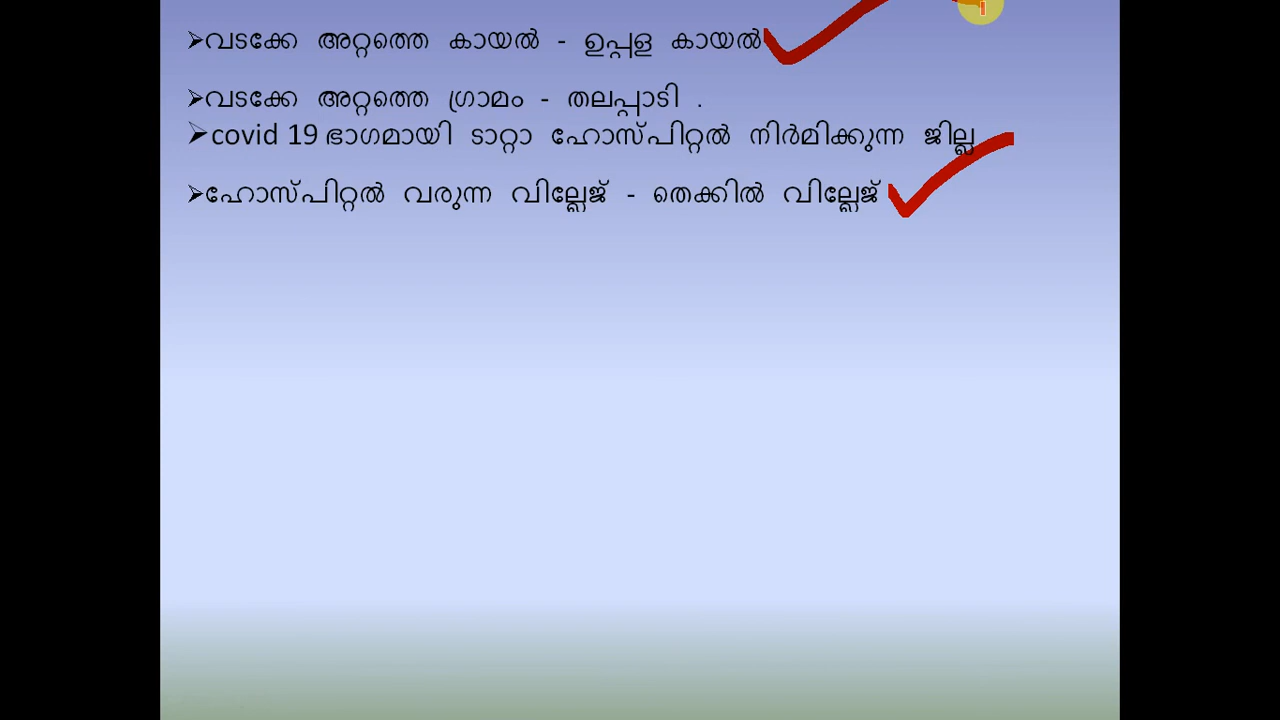 ➢വടക്കേ അറ്റത്തെ കായൽ - ഉപ്പള കായൽ
➢വടക്കേ അറ്റത്തെ ഗ്രാമം - തലപ്പാടി .
➢covid 19 ഭാഗമായി ടാറ്റാ ഹോസ്പിറ്റൽ നിർമിക്കുന്ന ജില്ല
➢ഹോസ്പിറ്റൽ വരുന്ന വില്ലേജ് - തെക്കിൽ വില്ലേജ്